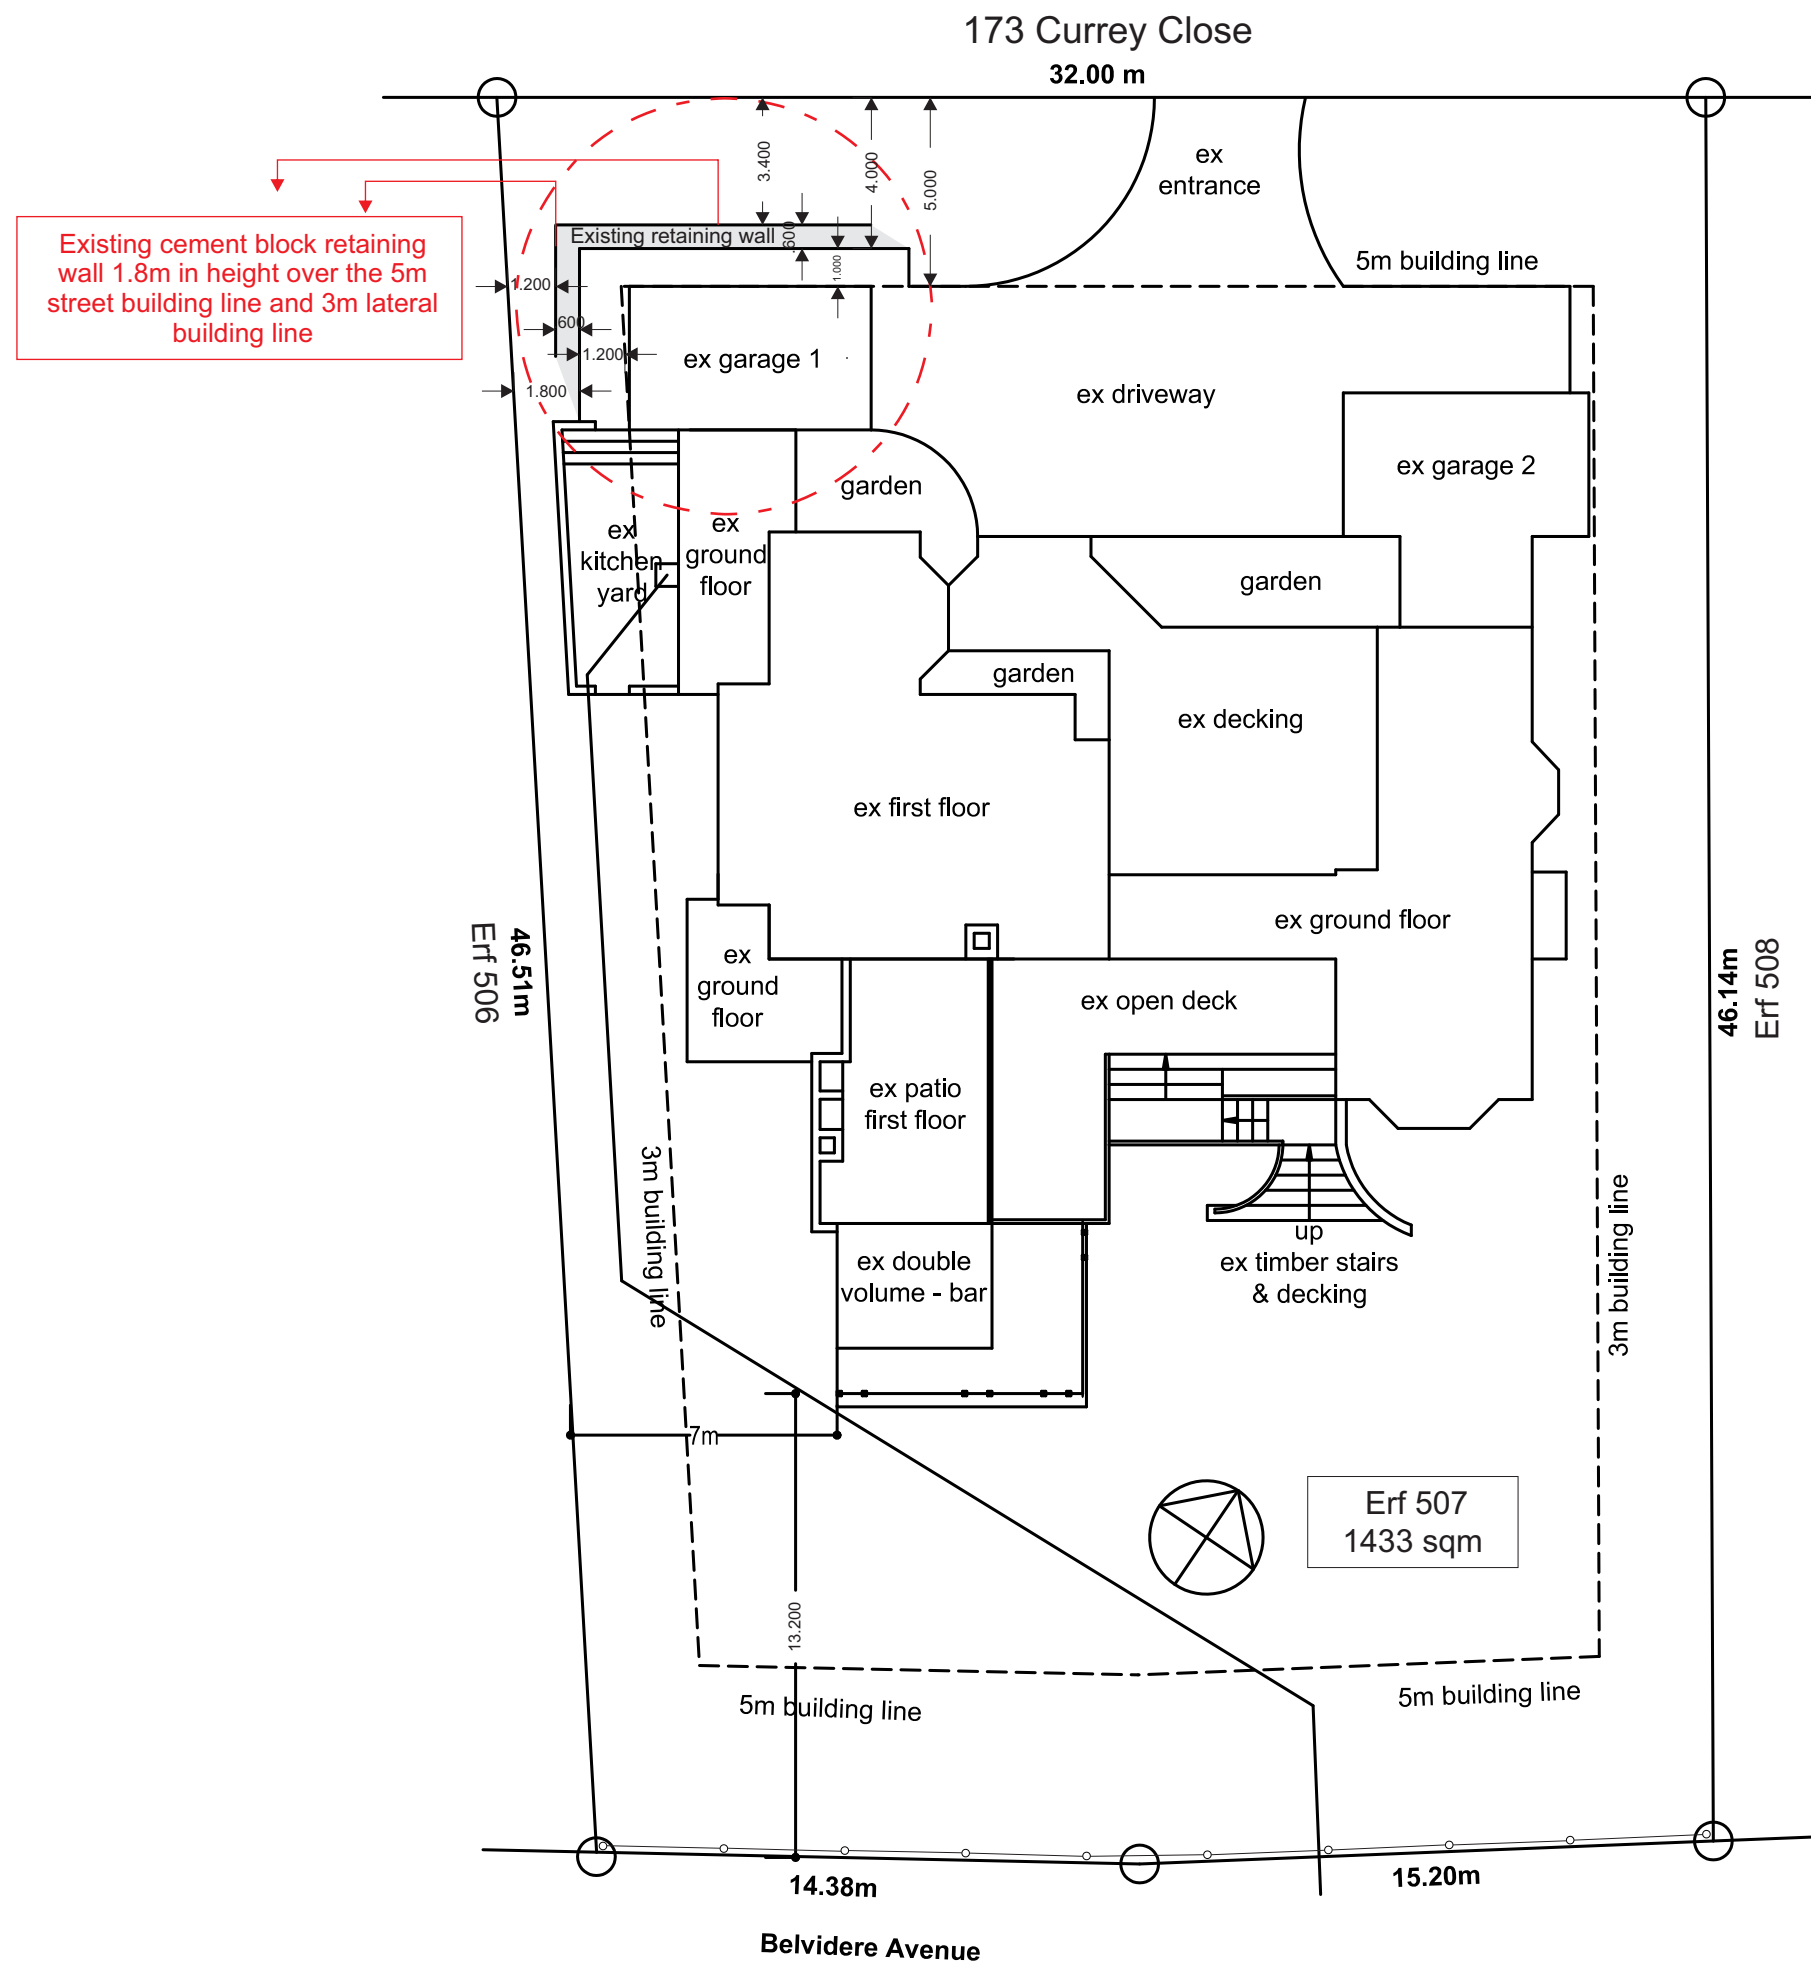 173 Currey Close
32.00 m
3.400
4.000
5.000
ex
entrance
Existing cement block retaining
wall 1.8m in height over the 5m
street building line and 3m lateral
building line
Existing retaining wall
.600
1.000
5m building line
1.200
600
1.200
1.800
ex garage 1
ex driveway
ex garage 2
garden
ex
kitchen
yard
ex
ground
floor
garden
garden
ex decking
ex first floor
ex ground floor
46.51m
Erf 506
46.14m
Erf 508
ex
ground
floor
ex open deck
ex patio
first floor
3m building line
3m building line
up
ex timber stairs
& decking
ex double
volume - bar
7m
13.200
Erf 507
1433 sqm
5m building line
5m building line
14.38m
15.20m
Belvidere Avenue